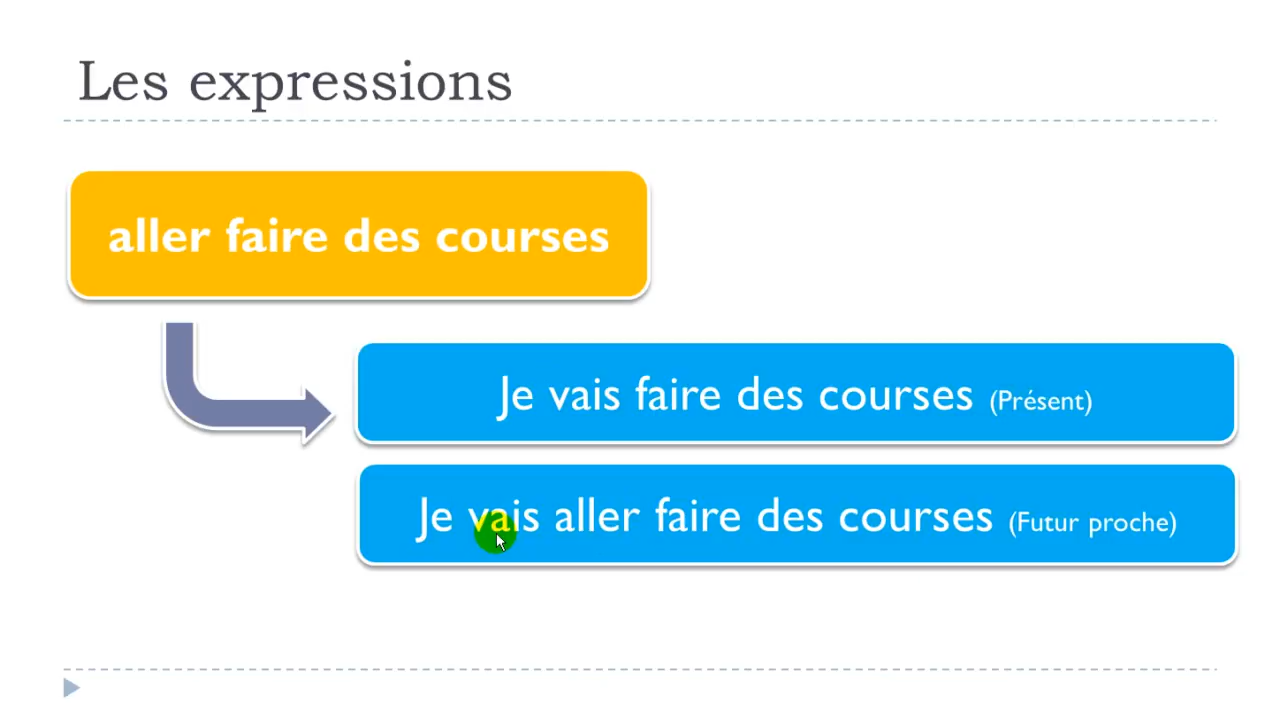 Les expressions
aller faire des courses
Je vais faire des courses (Présent)
Je vais aller faire des courses (Futur proche)